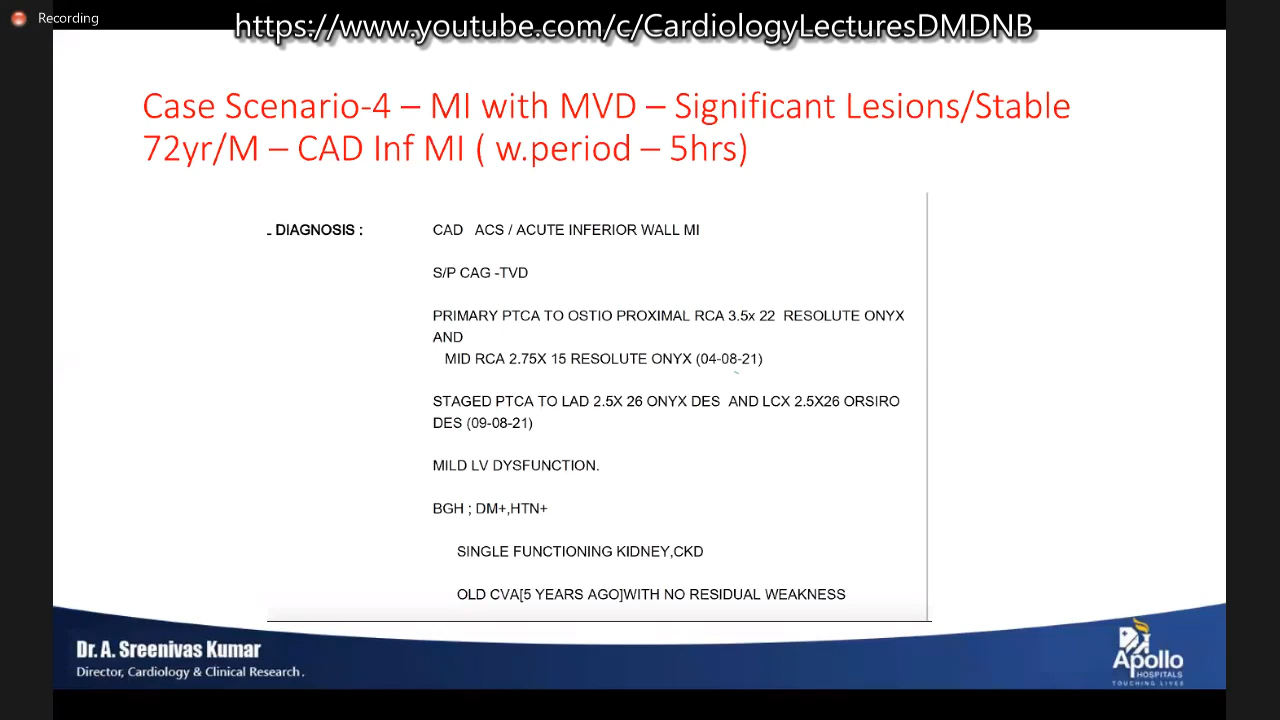 Recording
https://www.youtube.com/c/CardiologyLecturesDMDNB
Case Scenario-4 – MI with MVD – Significant Lesions/Stable
72yr/M – CAD Inf MI ( w.period – 5hrs)
DIAGNOSIS :
CAD ACS / ACUTE INFERIOR WALL MI
S/P CAG -TVD
PRIMARY PTCA TO OSTIO PROXIMAL RCA 3.5x 22 RESOLUTE ONYX
AND
MID RCA 2.75X 15 RESOLUTE ONYX (04-08-21)
STAGED PTCA TO LAD 2.5X 26 ONYX DES AND LCX 2.5X26 ORSIRO
DES (09-08-21)
MILD LV DYSFUNCTION.
BGH ; DM+,HTN+
SINGLE FUNCTIONING KIDNEY,CKD
OLD CVA[5 YEARS AGO]WITH NO RESIDUAL WEAKNESS
Dr. A. Sreenivas Kumar
Director, Cardiology & Clinical Research.
Apollo
HOSPITALS
TOUCHING LIVES